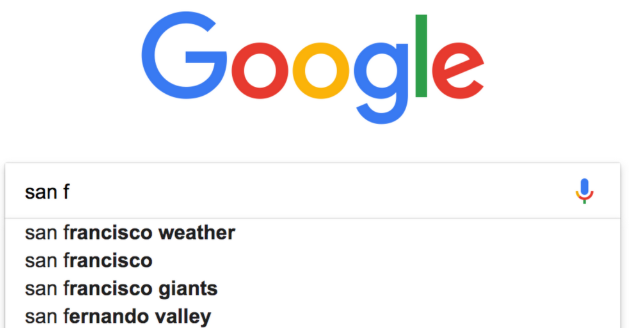 Google
san f
san francisco weather
san francisco
san francisco giants
san fernando valley